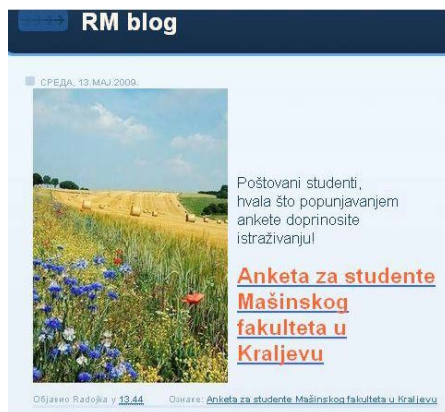 RM blog
СРЕДА, 13. МАЈ 2009.
Poštovani studenti,
hvala što popunjavanjem
ankete doprinosite
istraživanju!
Anketa za studente
Mašinskog
fakulteta u
Kraljevu
Објавио Radojka у 13.44 Ознаке: Anketa za studente Mašinskog fakulteta u Kraljevu